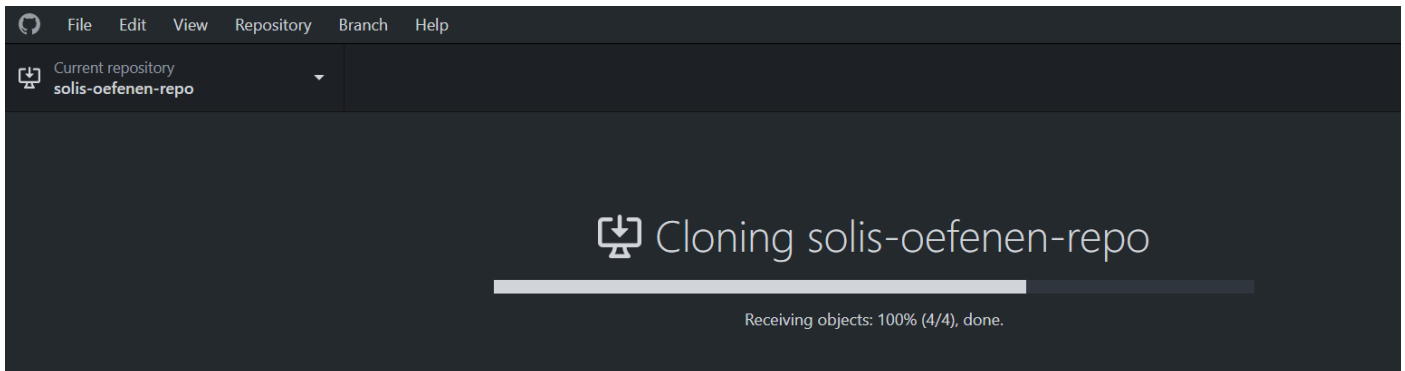 File Edit View Repository Branch Help
Current repository
solis-oefenen-repo
Cloning solis-oefenen-repo
Receiving objects: 100% (4/4), done.